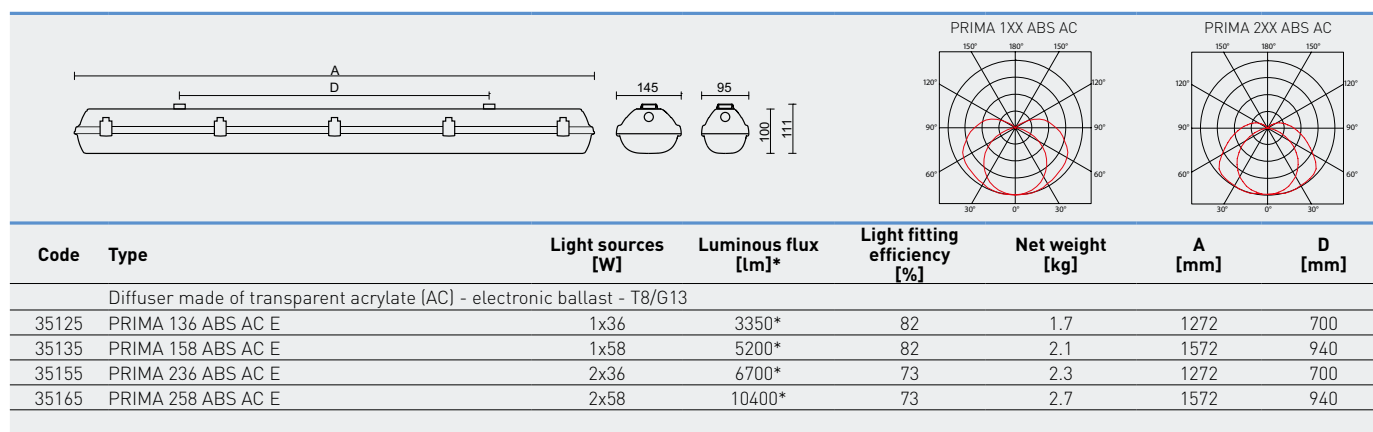 PRIMA 1XX ABS AC
PRIMA 2XX ABS AC
A
D
145
95
100
111
150° 180° 150°
120° 120°
90° 90°
60° 60°
30° 0° 30°
150° 180° 150°
120° 120°
90° 90°
60° 60°
30° 0° 30°
Code Type Light sources [W] Luminous flux [lm]* Light fitting efficiency [%] Net weight [kg] A [mm] D [mm]
Diffuser made of transparent acrylate (AC) - electronic ballast - T8/G13
35125 PRIMA 136 ABS AC E 1x36 3350* 82 1.7 1272 700
35135 PRIMA 158 ABS AC E 1x58 5200* 82 2.1 1572 940
35155 PRIMA 236 ABS AC E 2x36 6700* 73 2.3 1272 700
35165 PRIMA 258 ABS AC E 2x58 10400* 73 2.7 1572 940